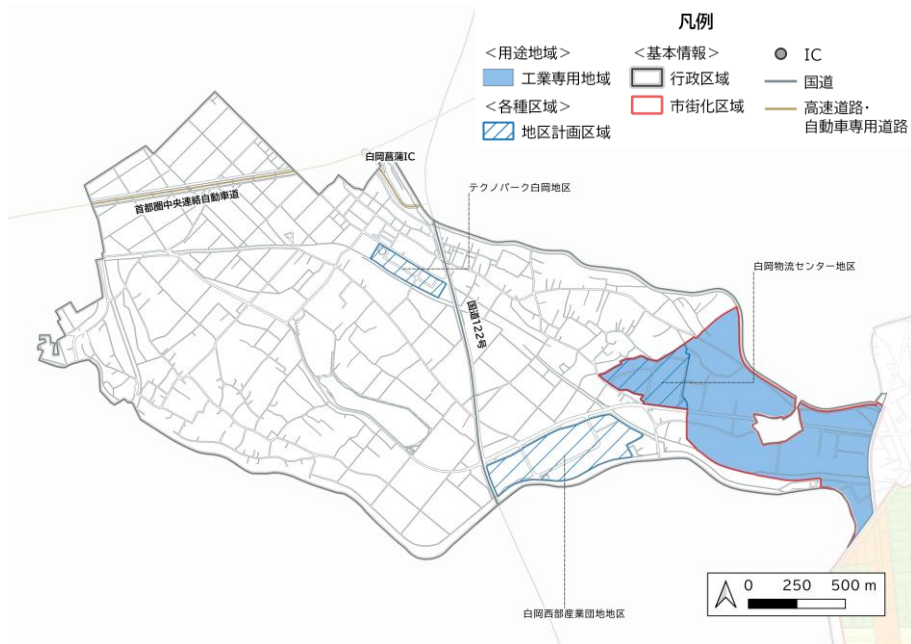 凡例
<用途地域>
工業専用地域
<各種区域>
地区計画区域
<基本情報>
行政区域
市街化区域
IC
国道
高速道路・
自動車専用道路
白岡菖蒲IC
テクノパーク白岡地区
首都圏中央連絡自動車道
白岡物流センター地区
国道122号
白岡西部産業団地地区
0 250 500 m